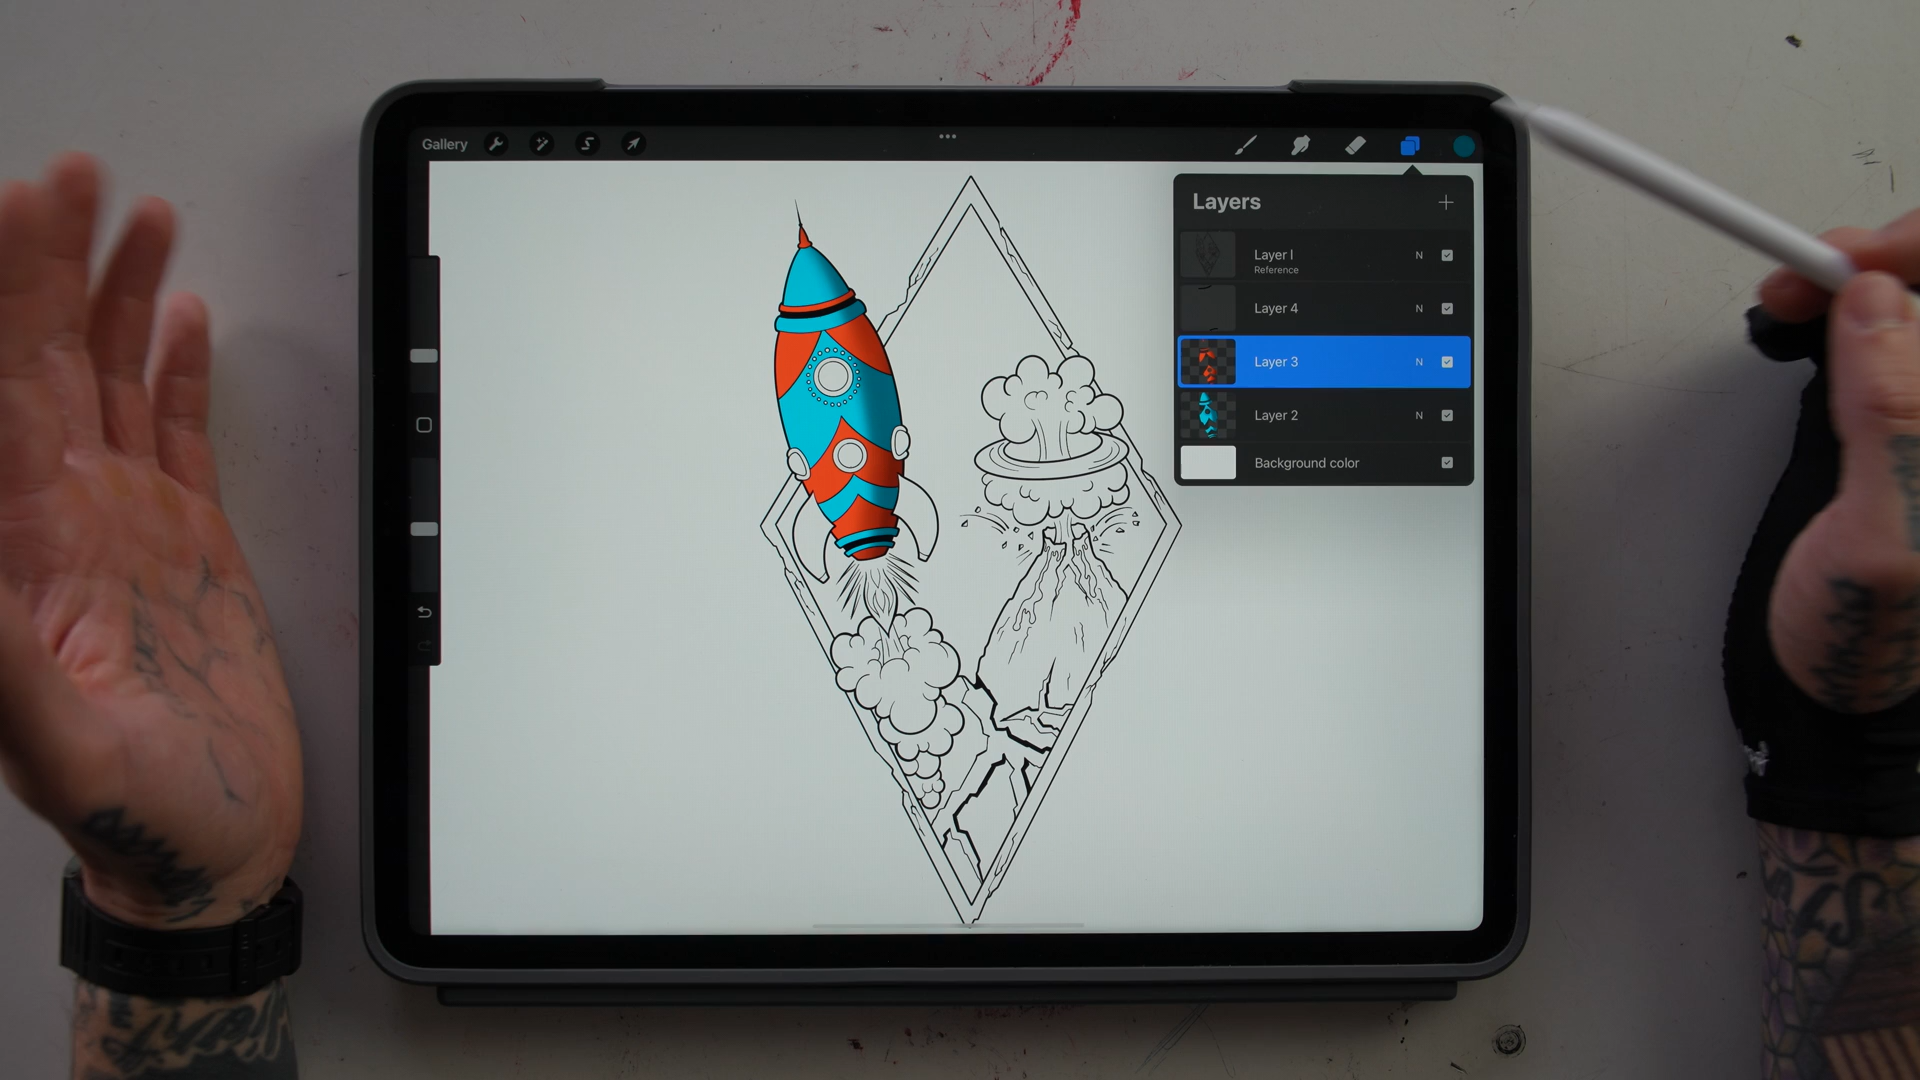 Gallery
Layers
Layer 1 N
Reference
Layer 4 N
Layer 3 N
Layer 2 N
Background color